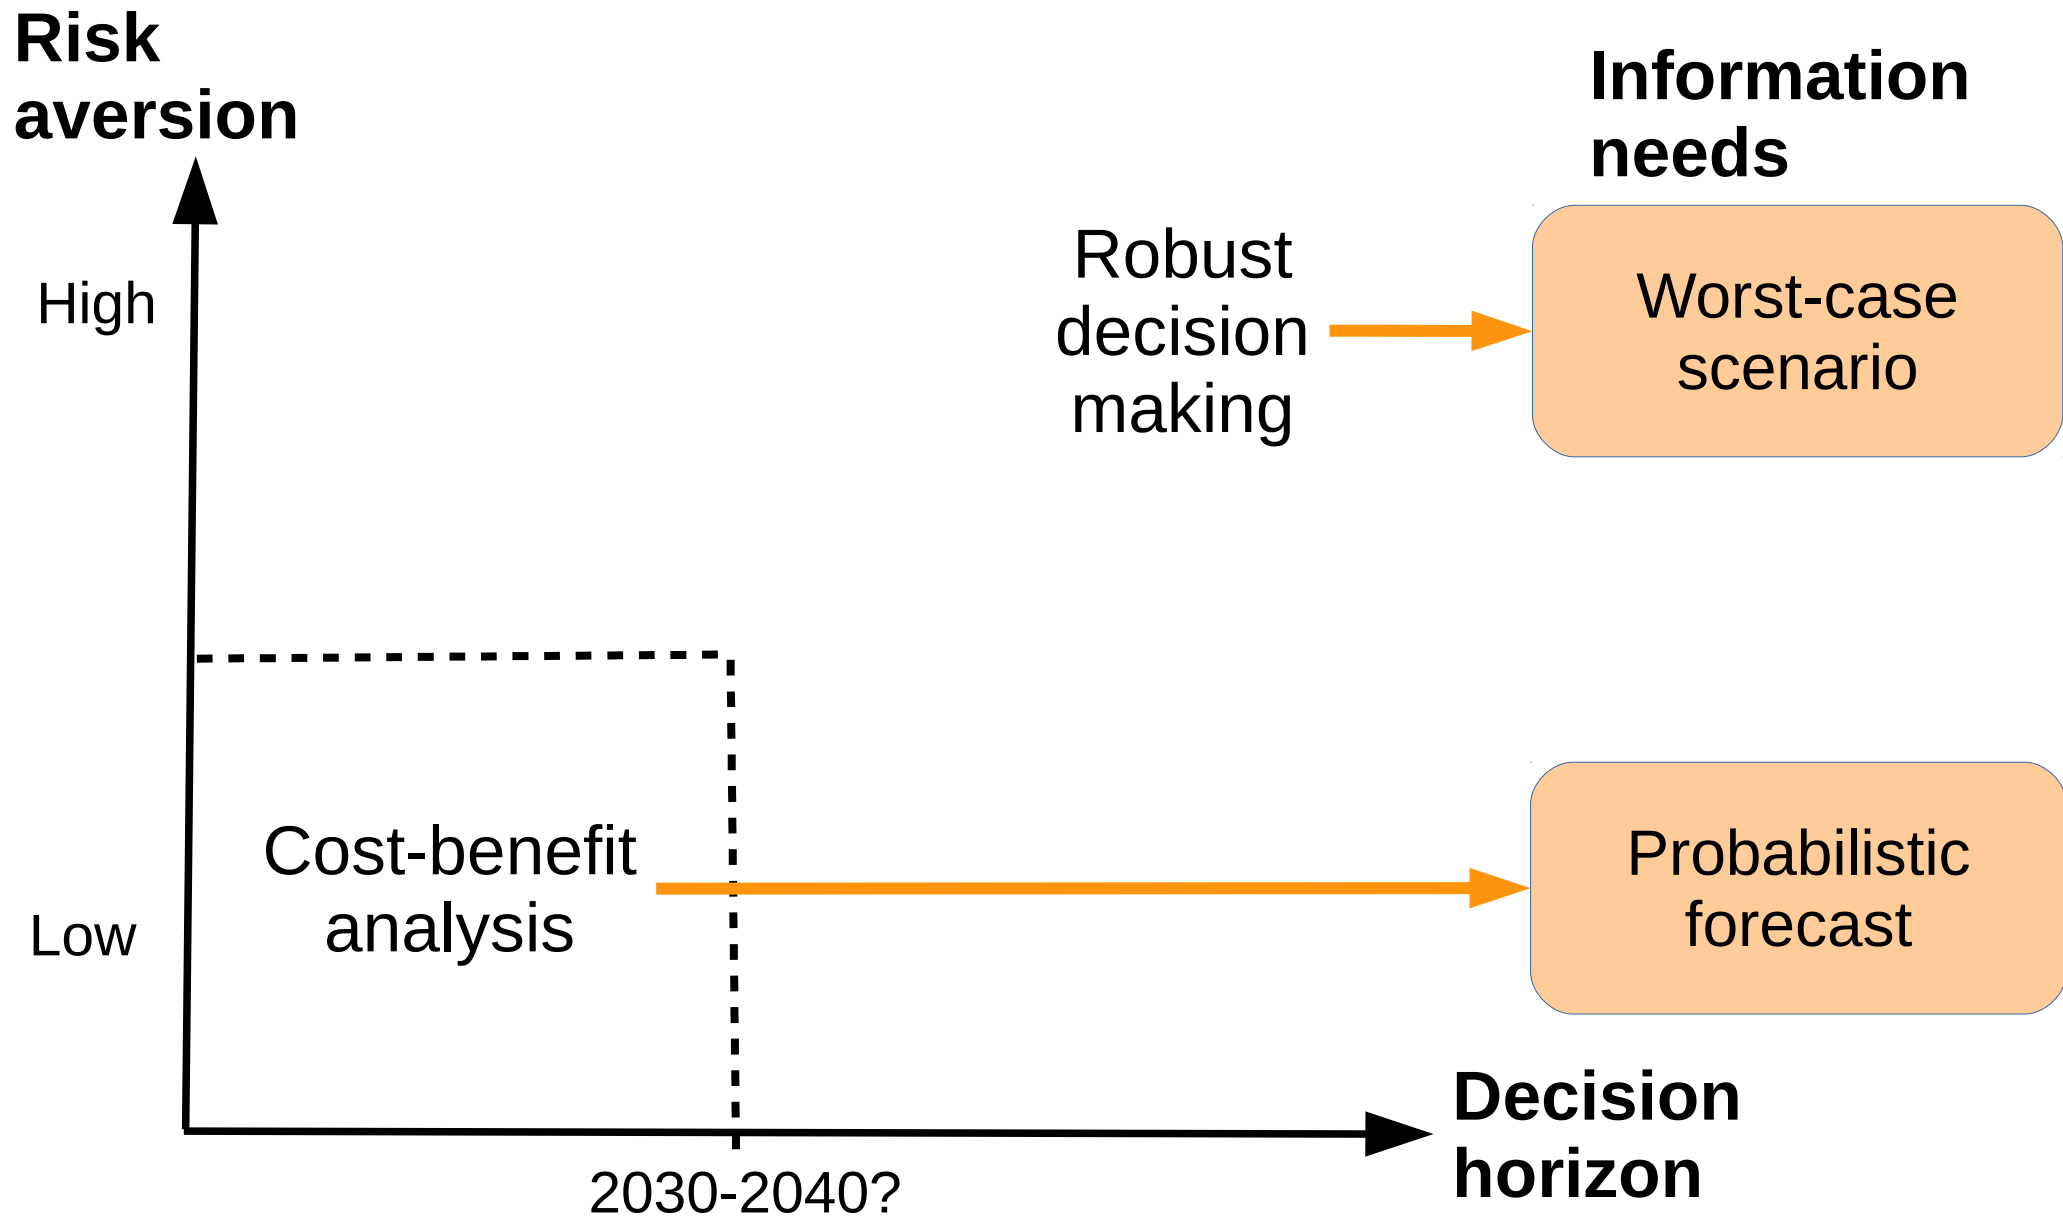 Risk
aversion
Information
needs
High
Robust
decision
making
Worst-case
scenario
Cost-benefit
analysis
Low
Probabilistic
forecast
Decision
horizon
2030-2040?